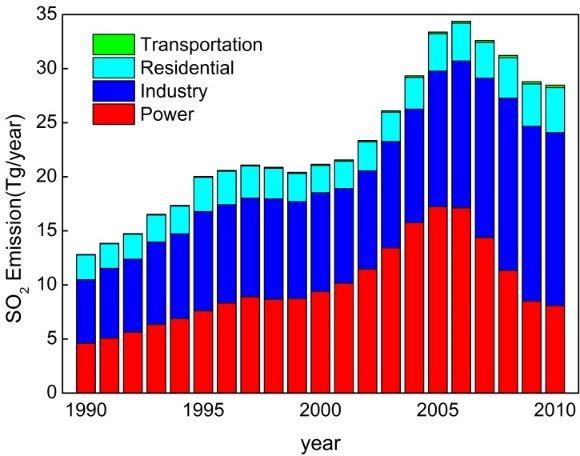 35
30
25
20
15
10
5
0
SO2 Emission(Tg/year)
Transportation
Residential
Industry
Power
1990 1995 2000 2005 2010
year